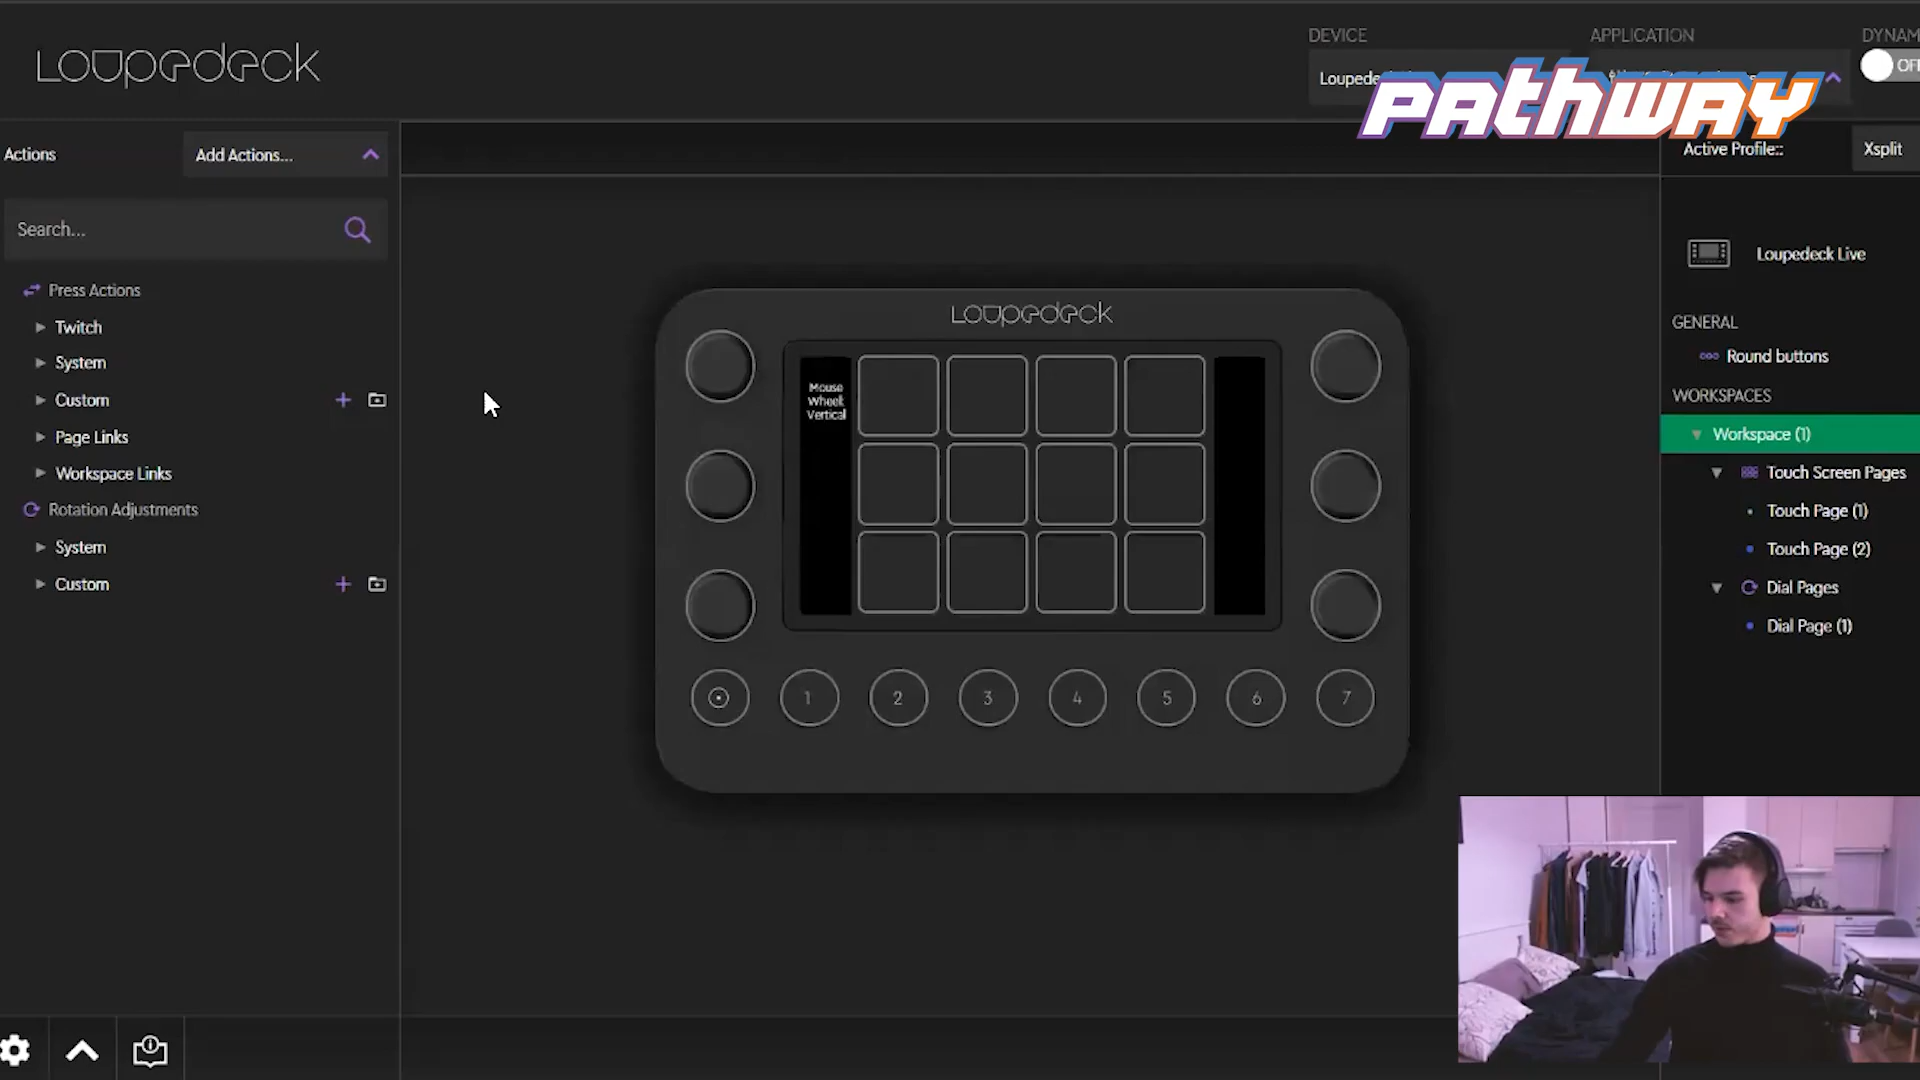 Loupedeck
DEVICE
APPLICATION
DYNAM
Loupede
OFF
PATHWAY
Actions
Add Actions...
Active Profile::
Xsplit
Search...
Press Actions
Twitch
System
Custom
Page Links
Workspace Links
Rotation Adjustments
System
Custom
Loupedeck
Mouse
Wheel:
Vertical
1
2
3
4
5
6
7
Loupedeck Live
GENERAL
Round buttons
WORKSPACES
Workspace (1)
Touch Screen Pages
Touch Page (1)
Touch Page (2)
Dial Pages
Dial Page (1)